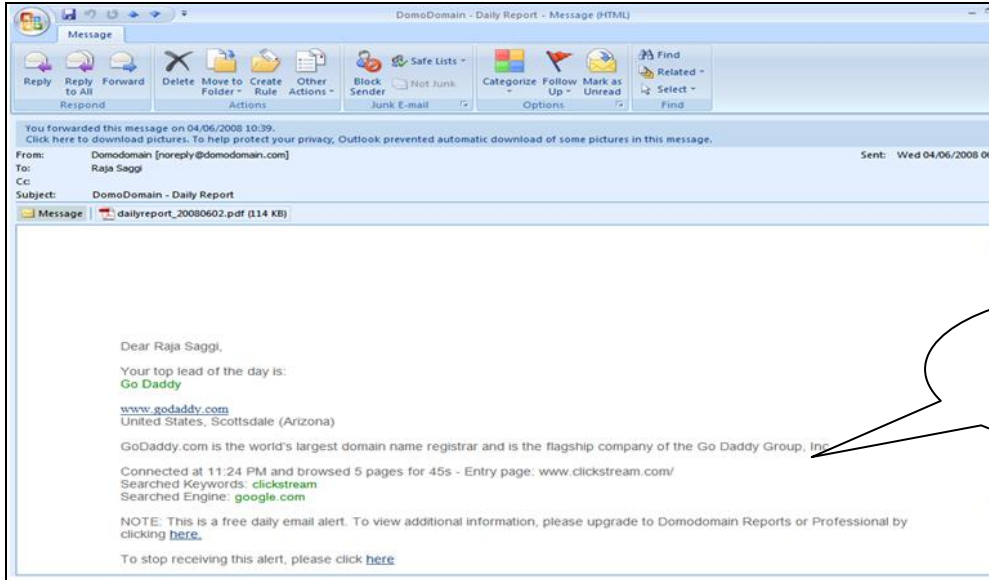 DomoDomain - Daily Report - Message (HTML)
Message
Reply
Reply to All
Forward
Respond
Delete
Move to Folder
Create Rule
Other Actions
Actions
Block Sender
Safe Lists
Not Junk
Junk E-mail
Categorize
Follow Up
Mark as Unread
Options
Find
Related
Select
Find
You forwarded this message on 04/06/2008 10:39.
Click here to download pictures. To help protect your privacy, Outlook prevented automatic download of some pictures in this message.
From: Domodomain [noreply@domodomain.com] Sent: Wed 04/06/2008
To: Raja Saggi
Cc:
Subject: DomoDomain - Daily Report
Message dailyreport_20080602.pdf (114 KB)
Dear Raja Saggi,
Your top lead of the day is:
Go Daddy
www.godaddy.com
United States, Scottsdale (Arizona)
GoDaddy.com is the world's largest domain name registrar and is the flagship company of the Go Daddy Group, Inc
Connected at 11:24 PM and browsed 5 pages for 45s - Entry page: www.clickstream.com/
Searched Keywords: clickstream
Searched Engine: google.com
NOTE: This is a free daily email alert. To view additional information, please upgrade to Domodomain Reports or Professional by
clicking here.
To stop receiving this alert, please click here